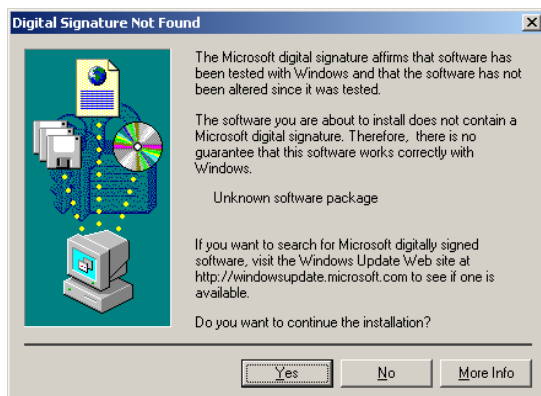 Digital Signature Not Found
The Microsoft digital signature affirms that software has
been tested with Windows and that the software has not
been altered since it was tested.
The software you are about to install does not contain a
Microsoft digital signature. Therefore, there is no
guarantee that this software works correctly with
Windows.
Unknown software package
If you want to search for Microsoft digitally signed
software, visit the Windows Update Web site at
http://windowsupdate.microsoft.com to see if one is
available.
Do you want to continue the installation?
Yes No More Info